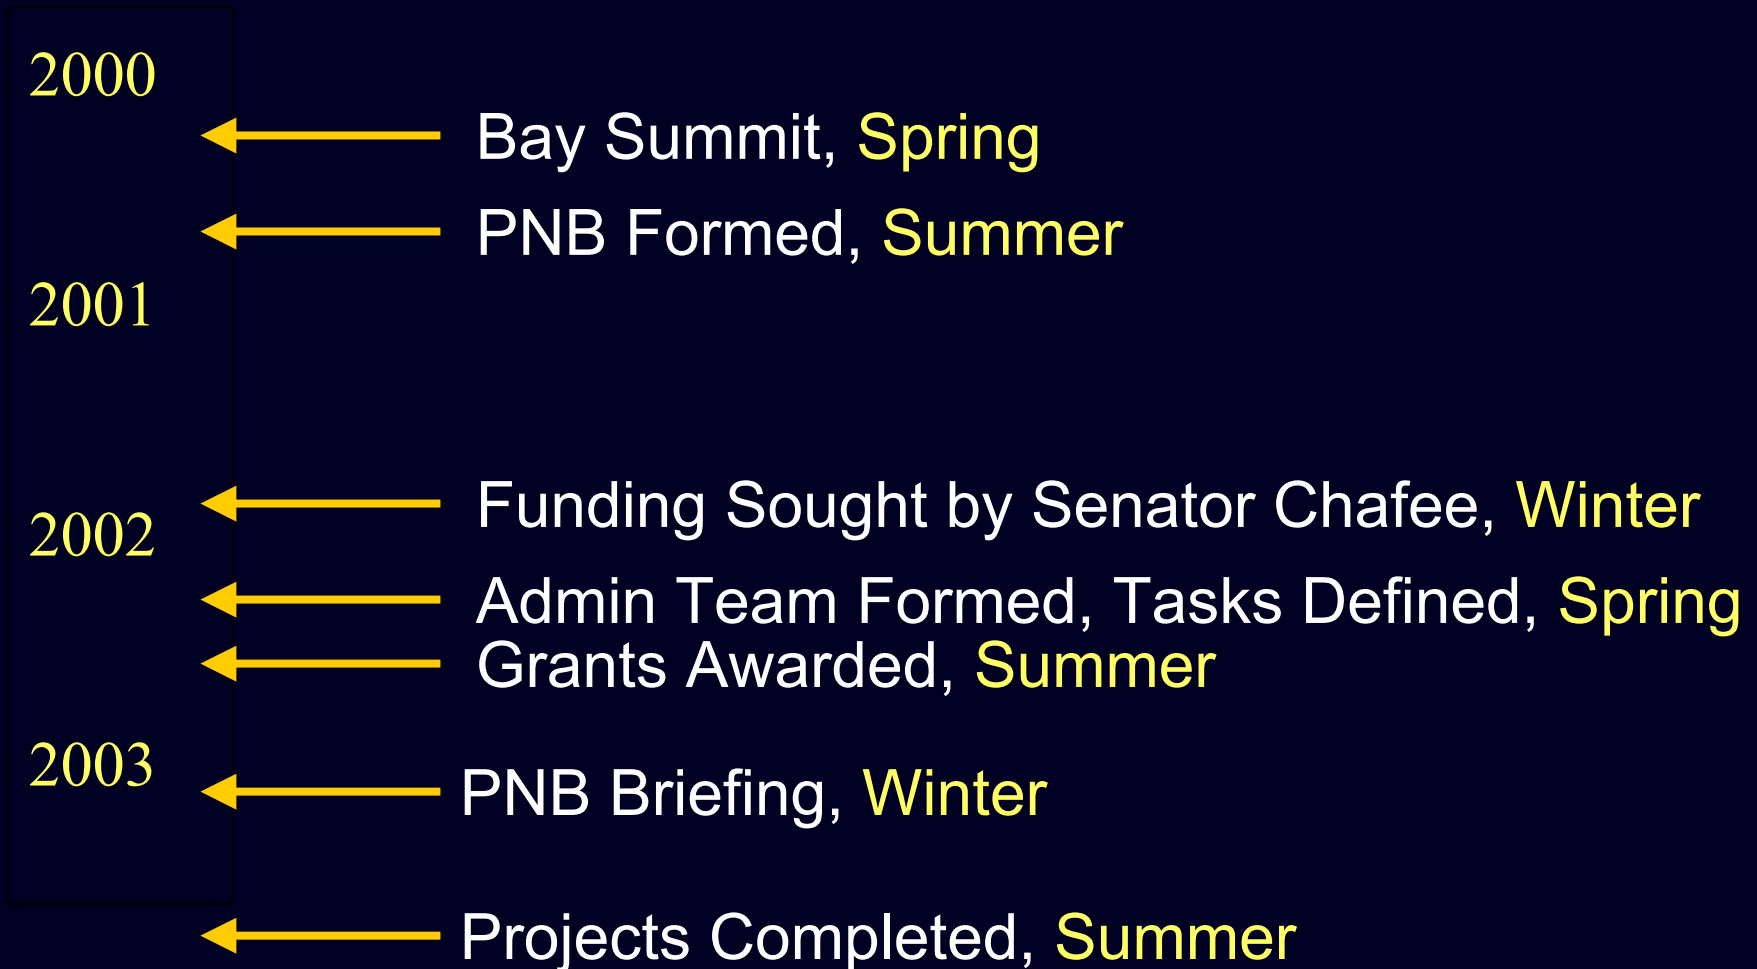 2000
Bay Summit, Spring
PNB Formed, Summer
2001
Funding Sought by Senator Chafee, Winter
2002
Admin Team Formed, Tasks Defined, Spring
Grants Awarded, Summer
2003
PNB Briefing, Winter
Projects Completed, Summer